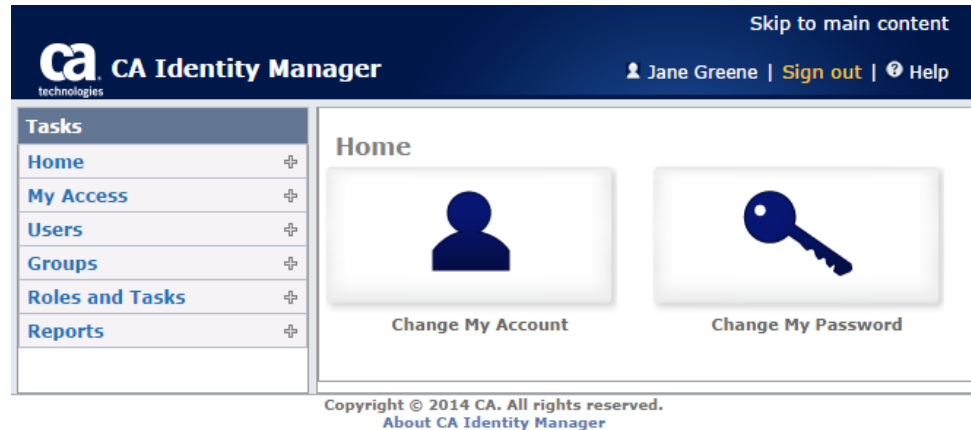 Skip to main content
ca technologies CA Identity Manager
Jane Greene | Sign out | ? Help
Tasks
Home
My Access
Users
Groups
Roles and Tasks
Reports
Home
Change My Account Change My Password
Copyright © 2014 CA. All rights reserved.
About CA Identity Manager